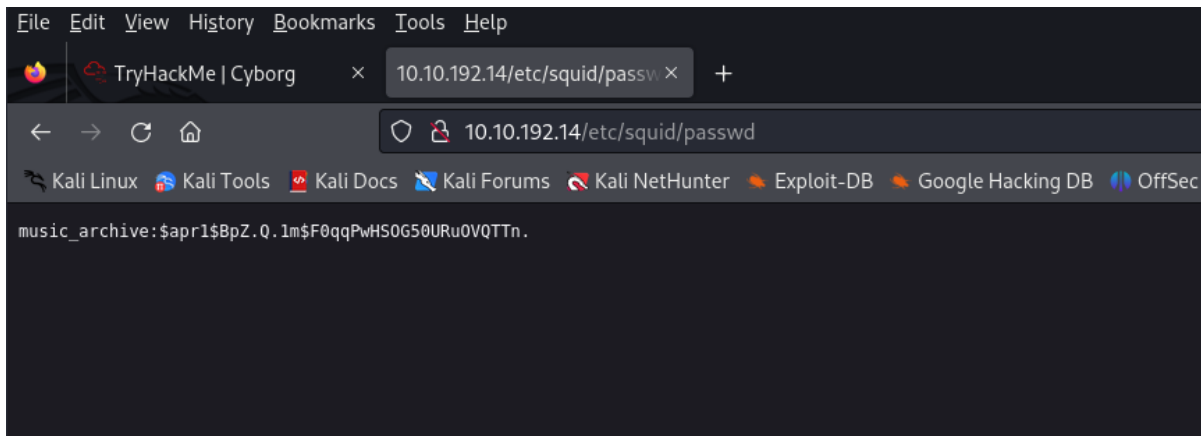 File Edit View History Bookmarks Tools Help
TryHackMe | Cyborg × 10.10.192.14/etc/squid/passw × +
10.10.192.14/etc/squid/passwd
Kali Linux Kali Tools Kali Docs Kali Forums Kali NetHunter Exploit-DB Google Hacking DB OffSec
music_archive:$apr1$BpZ.Q.1m$F0qqPwHSOG50URuOVQTTn.